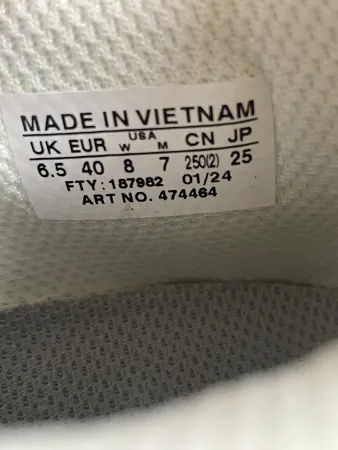 MADE IN VIETNAM
UK EUR USA CN JP
W M
6.5 40 8 7 250(2) 25
FTY: 187982 01/24
ART NO. 474464